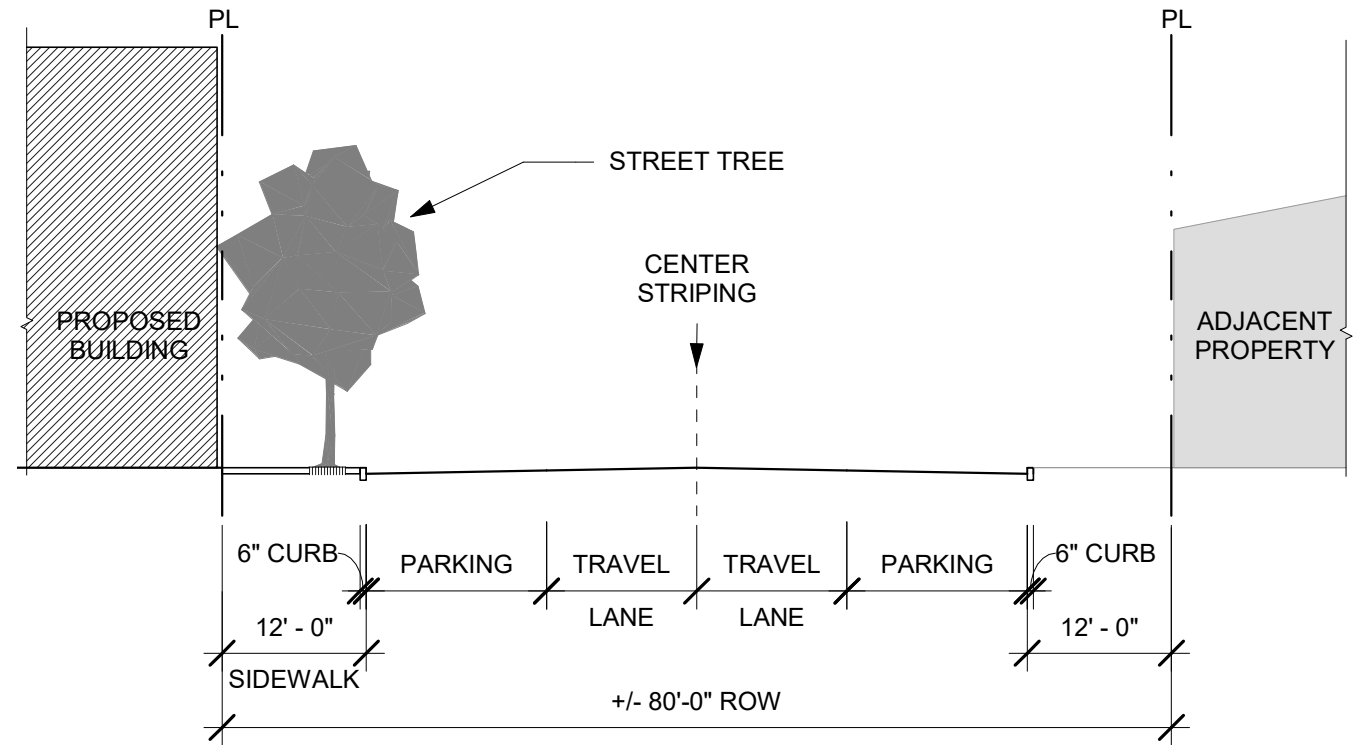 PL
PL
STREET TREE
CENTER
STRIPING
PROPOSED
BUILDING
ADJACENT
PROPERTY
6" CURB
PARKING
TRAVEL
LANE
TRAVEL
LANE
PARKING
6" CURB
12' - 0"
SIDEWALK
12' - 0"
+/- 80'-0" ROW